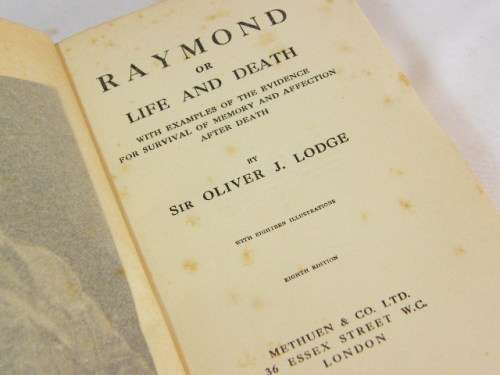 RAYMOND
OR
LIFE AND DEATH
WITH EXAMPLES OF THE EVIDENCE
FOR SURVIVAL OF MEMORY AND AFFECTION
AFTER DEATH
BY
SIR OLIVER J. LODGE
WITH EIGHTEEN ILLUSTRATIONS
EIGHTH EDITION
METHUEN & CO. LTD.
36 ESSEX STREET W.C.
LONDON